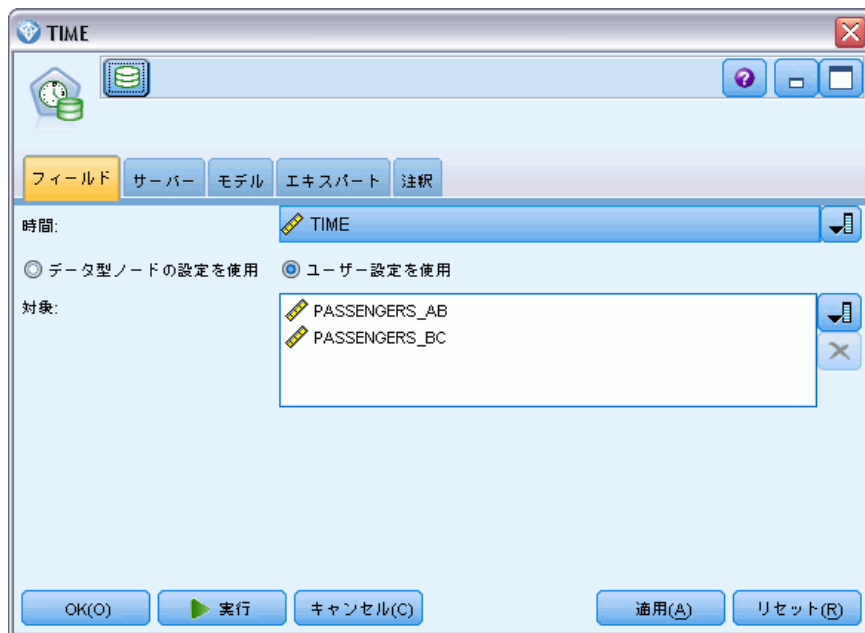 TIME
フィールド サーバー モデル エキスパート 注釈
時間: TIME
データ型ノードの設定を使用 ユーザー設定を使用
対象: PASSENGERS_AB
PASSENGERS_BC
OK(O) 実行 キャンセル(C) 適用(A) リセット(R)